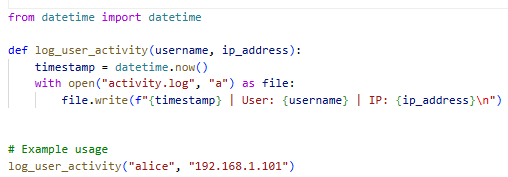 from datetime import datetime
def log_user_activity(username, ip_address):
    timestamp = datetime.now()
    with open("activity.log", "a") as file:
        file.write(f"{timestamp} | User: {username} | IP: {ip_address}\n")
# Example usage
log_user_activity("alice", "192.168.1.101")